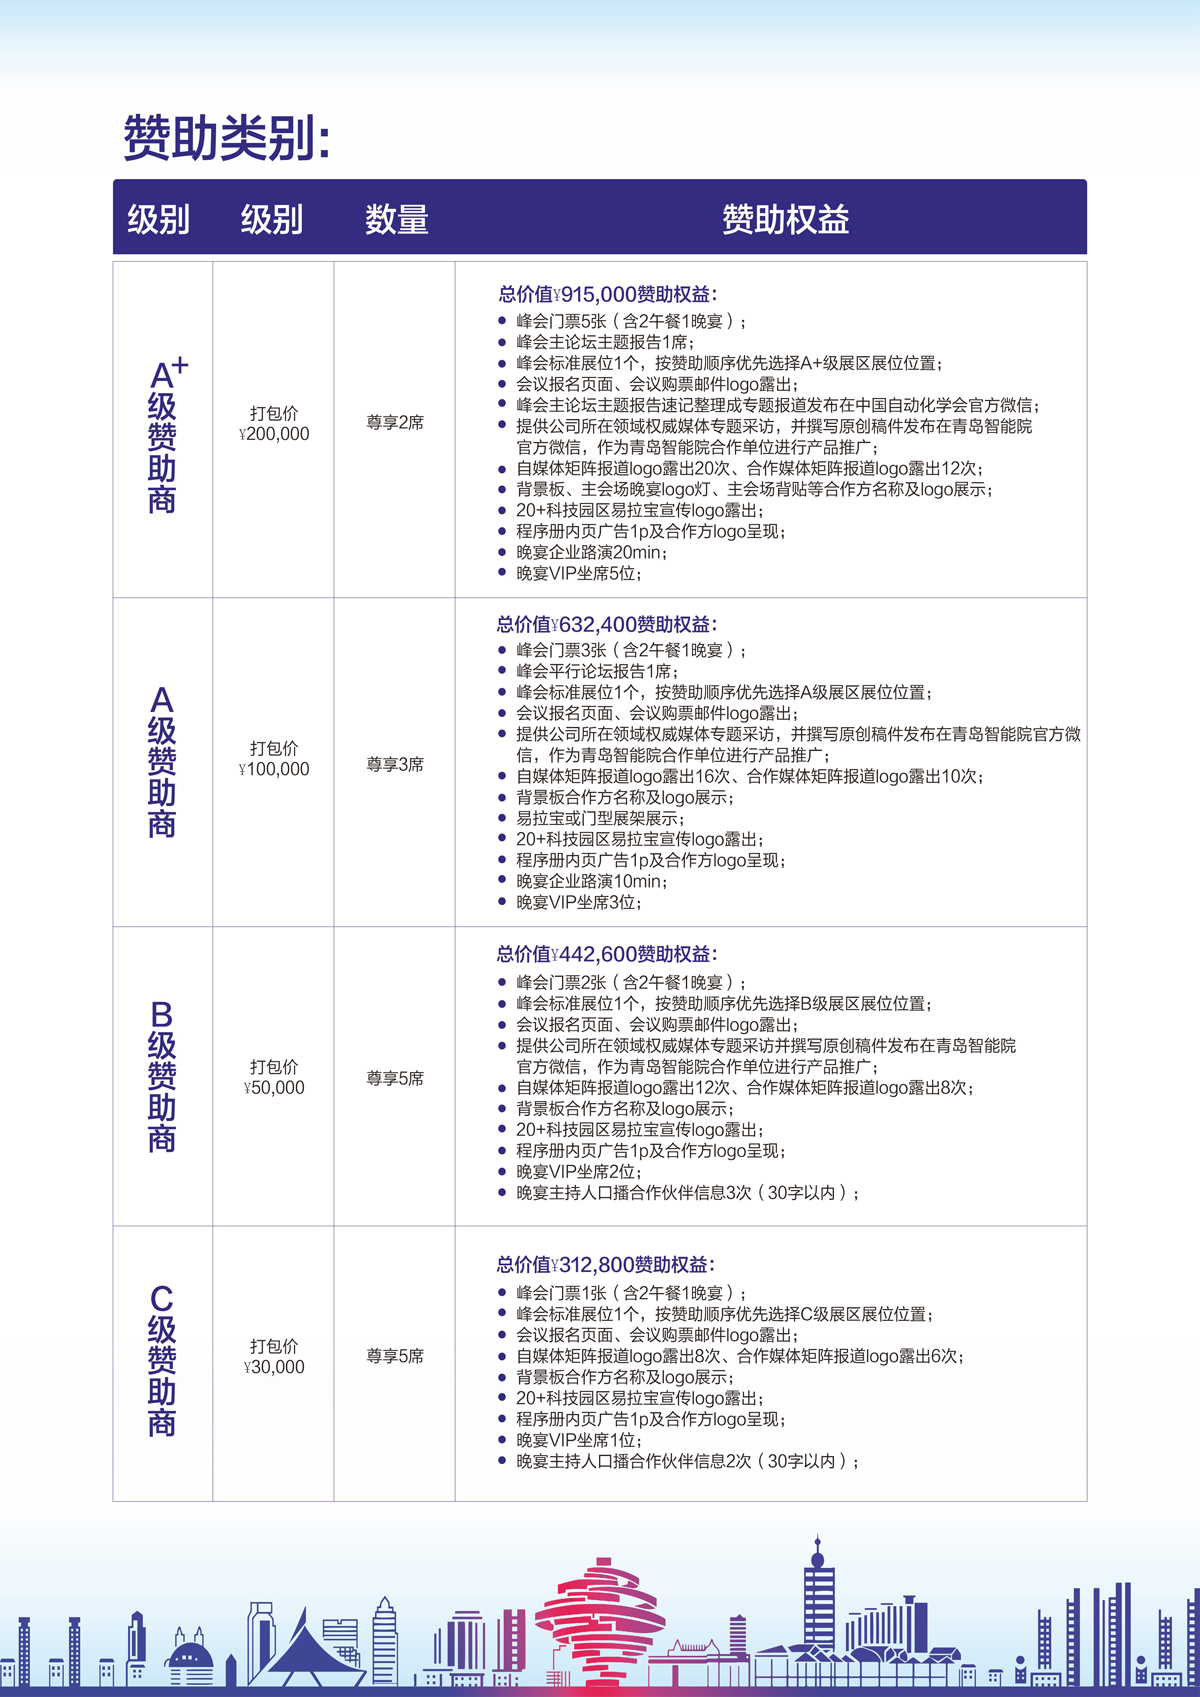 赞助类别:
级别 级别 数量 赞助权益
A+级赞助商
打包价
¥200,000
尊享2席
总价值¥915,000赞助权益：
● 峰会门票5张（含2午餐1晚宴）；
● 峰会主论坛主题报告1席；
● 峰会标准展位1个，按赞助顺序优先选择A+级展区展位位置；
● 会议报名页面、会议购票邮件logo露出；
● 峰会主论坛主题报告速记整理成专题报道发布在中国自动化学会官方微信；
● 提供公司所在领域权威媒体专题采访，并撰写原创稿件发布在青岛智能院
官方微信，作为青岛智能院合作单位进行产品推广；
● 自媒体矩阵报道logo露出20次、合作媒体矩阵报道logo露出12次；
● 背景板、主会场晚宴logo灯、主会场背贴等合作方名称及logo展示；
● 20+科技园区易拉宝宣传logo露出；
● 程序册内页广告1p及合作方logo呈现；
● 晚宴企业路演20min；
● 晚宴VIP坐席5位；
A级赞助商
打包价
¥100,000
尊享3席
总价值¥632,400赞助权益：
● 峰会门票3张（含2午餐1晚宴）；
● 峰会平行论坛报告1席；
● 峰会标准展位1个，按赞助顺序优先选择A级展区展位位置；
● 会议报名页面、会议购票邮件logo露出；
● 提供公司所在领域权威媒体专题采访，并撰写原创稿件发布在青岛智能院官方微
信，作为青岛智能院合作单位进行产品推广；
● 自媒体矩阵报道logo露出16次、合作媒体矩阵报道logo露出10次；
● 背景板合作方名称及logo展示；
● 易拉宝或门型展架展示；
● 20+科技园区易拉宝宣传logo露出；
● 程序册内页广告1p及合作方logo呈现；
● 晚宴企业路演10min；
● 晚宴VIP坐席3位；
B级赞助商
打包价
¥50,000
尊享5席
总价值¥442,600赞助权益：
● 峰会门票2张（含2午餐1晚宴）；
● 峰会标准展位1个，按赞助顺序优先选择B级展区展位位置；
● 会议报名页面、会议购票邮件logo露出；
● 提供公司所在领域权威媒体专题采访并撰写原创稿件发布在青岛智能院
官方微信，作为青岛智能院合作单位进行产品推广；
● 自媒体矩阵报道logo露出12次、合作媒体矩阵报道logo露出8次；
● 背景板合作方名称及logo展示；
● 20+科技园区易拉宝宣传logo露出；
● 程序册内页广告1p及合作方logo呈现；
● 晚宴VIP坐席2位；
● 晚宴主持人口播合作伙伴信息3次（30字以内）；
C级赞助商
打包价
¥30,000
尊享5席
总价值¥312,800赞助权益：
● 峰会门票1张（含2午餐1晚宴）；
● 峰会标准展位1个，按赞助顺序优先选择C级展区展位位置；
● 会议报名页面、会议购票邮件logo露出；
● 自媒体矩阵报道logo露出8次、合作媒体矩阵报道logo露出6次；
● 背景板合作方名称及logo展示；
● 20+科技园区易拉宝宣传logo露出；
● 程序册内页广告1p及合作方logo呈现；
● 晚宴VIP坐席1位；
● 晚宴主持人口播合作伙伴信息2次（30字以内）；